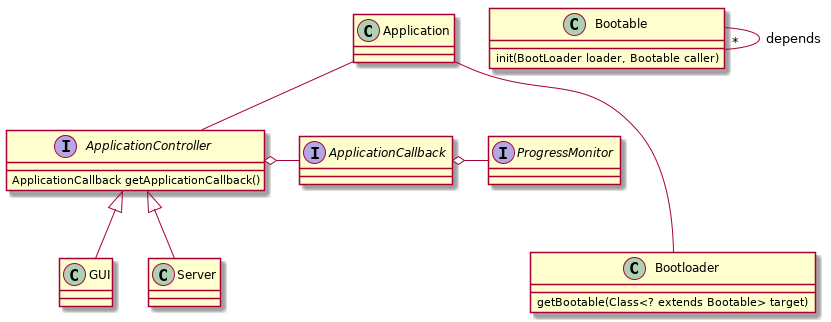 C Application
C Bootable
init(BootLoader loader, Bootable caller)
* depends
I ApplicationController
ApplicationCallback getApplicationCallback()
I ApplicationCallback
I ProgressMonitor
C GUI
C Server
C Bootloader
getBootable(Class<? extends Bootable> target)